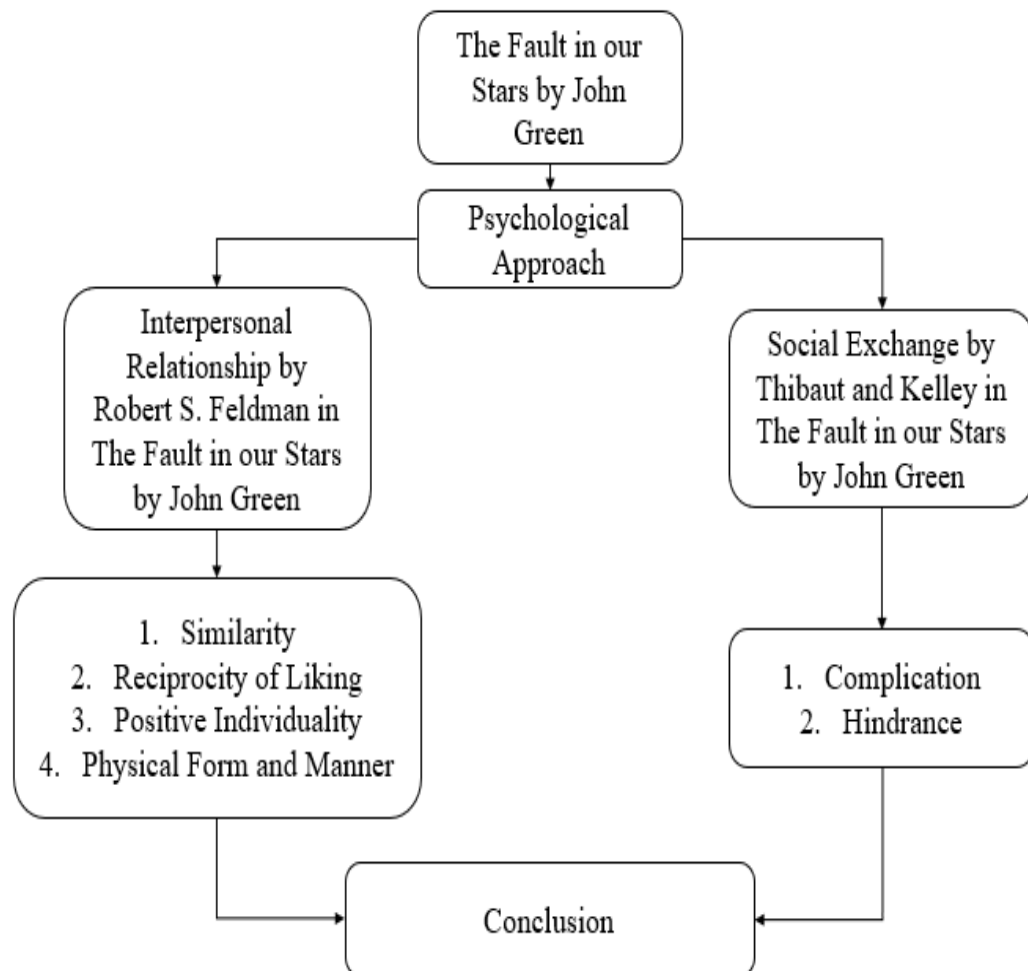 The Fault in our
Stars by John
Green
Psychological
Approach
Interpersonal
Relationship by
Robert S. Feldman in
The Fault in our Stars
by John Green
Social Exchange by
Thibaut and Kelley in
The Fault in our Stars
by John Green
1. Similarity
2. Reciprocity of Liking
3. Positive Individuality
4. Physical Form and Manner
1. Complication
2. Hindrance
Conclusion